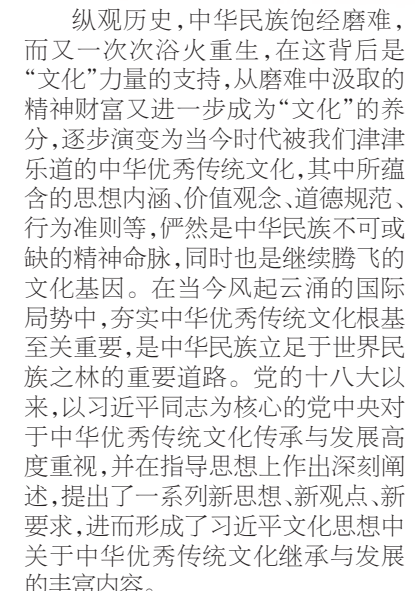 纵观历史,中华民族饱经磨难,
而又一次次浴火重生,在这背后是
“文化”力量的支持,从磨难中汲取的
精神财富又进一步成为“文化”的养
分,逐步演变为当今时代被我们津津
乐道的中华优秀传统文化,其中所蕴
含的思想内涵、价值观念、道德规范、
行为准则等,俨然是中华民族不可或
缺的精神命脉,同时也是继续腾飞的
文化基因。在当今风起云涌的国际
局势中,夯实中华优秀传统文化根基
至关重要,是中华民族立足于世界民
族之林的重要道路。党的十八大以
来,以习近平同志为核心的党中央对
于中华优秀传统文化传承与发展高
度重视,并在指导思想上作出深刻阐
述,提出了一系列新思想、新观点、新
要求,进而形成了习近平文化思想中
关于中华优秀传统文化继承与发展
的丰富内容。